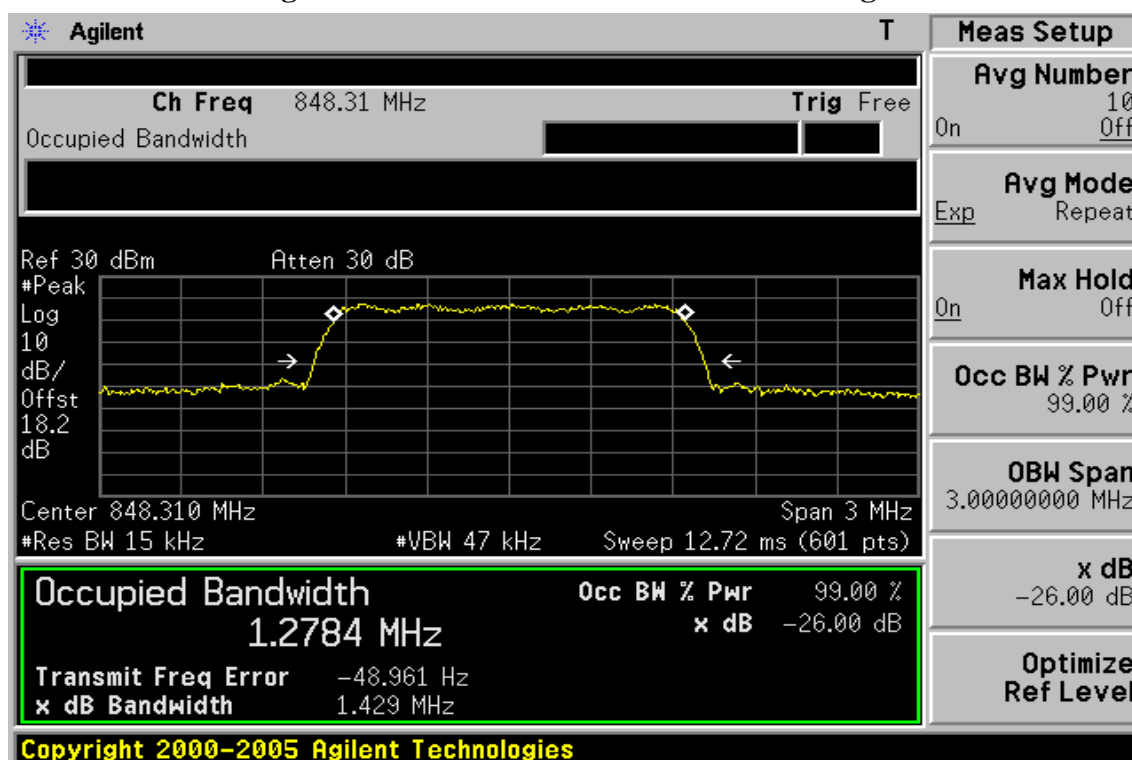 Agilent T
Meas Setup
Ch Freq 848.31 MHz Trig Free
Occupied Bandwidth
Avg Number
10
On Off
Avg Mode
Exp Repeat
Max Hold
On Off
Occ BW % Pwr
99.00 %
OBW Span
3.00000000 MHz
x dB
-26.00 dB
Optimize
Ref Level
Ref 30 dBm Atten 30 dB
#Peak
Log
10
dB/
Offst
18.2
dB
Center 848.310 MHz Span 3 MHz
#Res BW 15 kHz #VBW 47 kHz Sweep 12.72 ms (601 pts)
Occupied Bandwidth Occ BW % Pwr 99.00 %
1.2784 MHz x dB -26.00 dB
Transmit Freq Error -48.961 Hz
x dB Bandwidth 1.429 MHz
Copyright 2000-2005 Agilent Technologies